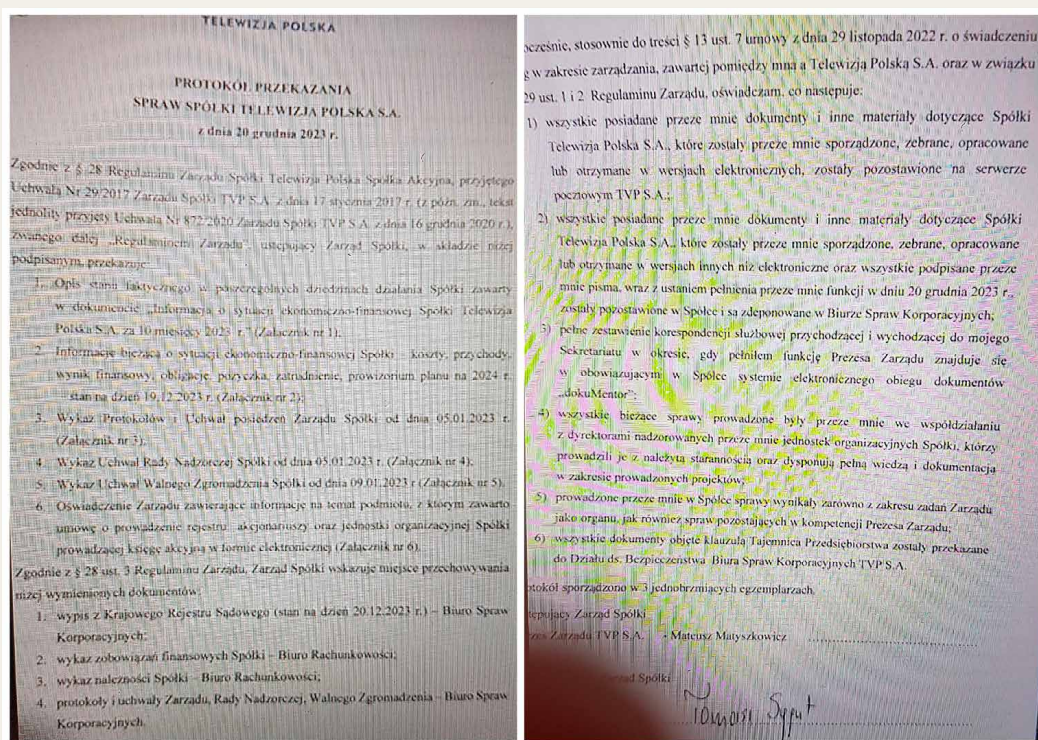 TELEWIZJA POLSKA
PROTOKÓŁ PRZEKAZANIA
SPRAW SPÓŁKI TELEWIZJA POLSKA S.A.
z dnia 20 grudnia 2023 r.
Zgodnie z § 28 Regulaminu Zarządu Spółki Telewizja Polska Spółka Akcyjna, przyjętego
Uchwałą Nr 29/2017 Zarządu Spółki TVP S.A. z dnia 17 stycznia 2017 r. (z późn. zm., tekst
jednolity przyjęty Uchwałą Nr 872/2020 Zarządu Spółki TVP S.A. z dnia 16 grudnia 2020 r.),
zwanego dalej „Regulaminem Zarządu", ustępujący Zarząd Spółki, w składzie niżej
podpisanym, przekazuje:
1. Opis stanu faktycznego w poszczególnych dziedzinach działania Spółki zawarty
w dokumencie „Informacja o sytuacji ekonomiczno-finansowej Spółki Telewizja
Polska S.A. za 10 miesięcy 2023 r." (Załącznik nr 1);
2. Informację bieżącą o sytuacji ekonomiczno-finansowej Spółki – koszty, przychody,
wynik finansowy, obligacje, pożyczka, zatrudnienie, prowizorium planu na 2024 r.
– stan na dzień 19.12.2023 r. (Załącznik nr 2);
3. Wykaz Protokołów i Uchwał posiedzeń Zarządu Spółki od dnia 05.01.2023 r.
(Załącznik nr 3).
4. Wykaz Uchwał Rady Nadzorczej Spółki od dnia 05.01.2023 r. (Załącznik nr 4).
5. Wykaz Uchwał Walnego Zgromadzenia Spółki od dnia 09.01.2023 r (Załącznik nr 5).
6. Oświadczenie Zarządu zawierające informację na temat podmiotu, z którym zawarto
umowę o prowadzenie rejestru akcjonariuszy oraz jednostki organizacyjnej Spółki
prowadzącej księgę akcyjną w formie elektronicznej (Załącznik nr 6).
Zgodnie z § 28 ust. 3 Regulaminu Zarządu, Zarząd Spółki wskazuje miejsce przechowywania
niżej wymienionych dokumentów:
1. wypis z Krajowego Rejestru Sądowego (stan na dzień 20.12.2023 r.) – Biuro Spraw
Korporacyjnych;
2. wykaz zobowiązań finansowych Spółki – Biuro Rachunkowości;
3. wykaz należności Spółki – Biuro Rachunkowości;
4. protokoły i uchwały Zarządu, Rady Nadzorczej, Walnego Zgromadzenia – Biuro Spraw
Korporacyjnych.
ocześnie, stosownie do treści § 13 ust. 7 umowy z dnia 29 listopada 2022 r. o świadczeniu
g w zakresie zarządzania, zawartej pomiędzy mną a Telewizją Polską S.A. oraz w związku
29 ust. 1 i 2 Regulaminu Zarządu, oświadczam, co następuje:
1) wszystkie posiadane przeze mnie dokumenty i inne materiały dotyczące Spółki
Telewizja Polska S.A., które zostały przeze mnie sporządzone, zebrane, opracowane
lub otrzymane w wersjach elektronicznych, zostały pozostawione na serwerze
pocztowym TVP S.A.;
2) wszystkie posiadane przeze mnie dokumenty i inne materiały dotyczące Spółki
Telewizja Polska S.A., które zostały przeze mnie sporządzone, zebrane, opracowane
lub otrzymane w wersjach innych niż elektroniczne oraz wszystkie podpisane przeze
mnie pisma, wraz z ustaniem pełnienia przeze mnie funkcji w dniu 20 grudnia 2023 r.,
zostały pozostawione w Spółce i są zdeponowane w Biurze Spraw Korporacyjnych;
3) pełne zestawienie korespondencji służbowej przychodzącej i wychodzącej do mojego
Sekretariatu w okresie, gdy pełniłem funkcję Prezesa Zarządu znajduje się
w obowiązującym w Spółce systemie elektronicznego obiegu dokumentów
„dokuMentor";
4) wszystkie bieżące sprawy prowadzone były przeze mnie we współdziałaniu
z dyrektorami nadzorowanych przeze mnie jednostek organizacyjnych Spółki, którzy
prowadzili je z należytą starannością oraz dysponują pełną wiedzą i dokumentacją
w zakresie prowadzonych projektów;
5) prowadzone przeze mnie w Spółce sprawy wynikały zarówno z zakresu zadań Zarządu
jako organu, jak również spraw pozostających w kompetencji Prezesa Zarządu;
6) wszystkie dokumenty objęte klauzulą Tajemnica Przedsiębiorstwa zostały przekazane
do Działu ds. Bezpieczeństwa Biura Spraw Korporacyjnych TVP S.A.
otokół sporządzono w 3 jednobrzmiących egzemplarzach.
tępujący Zarząd Spółki
zes Zarządu TVP S.A. - Mateusz Matyszkowicz ................
ząd Spółki
Tomasz Sygut